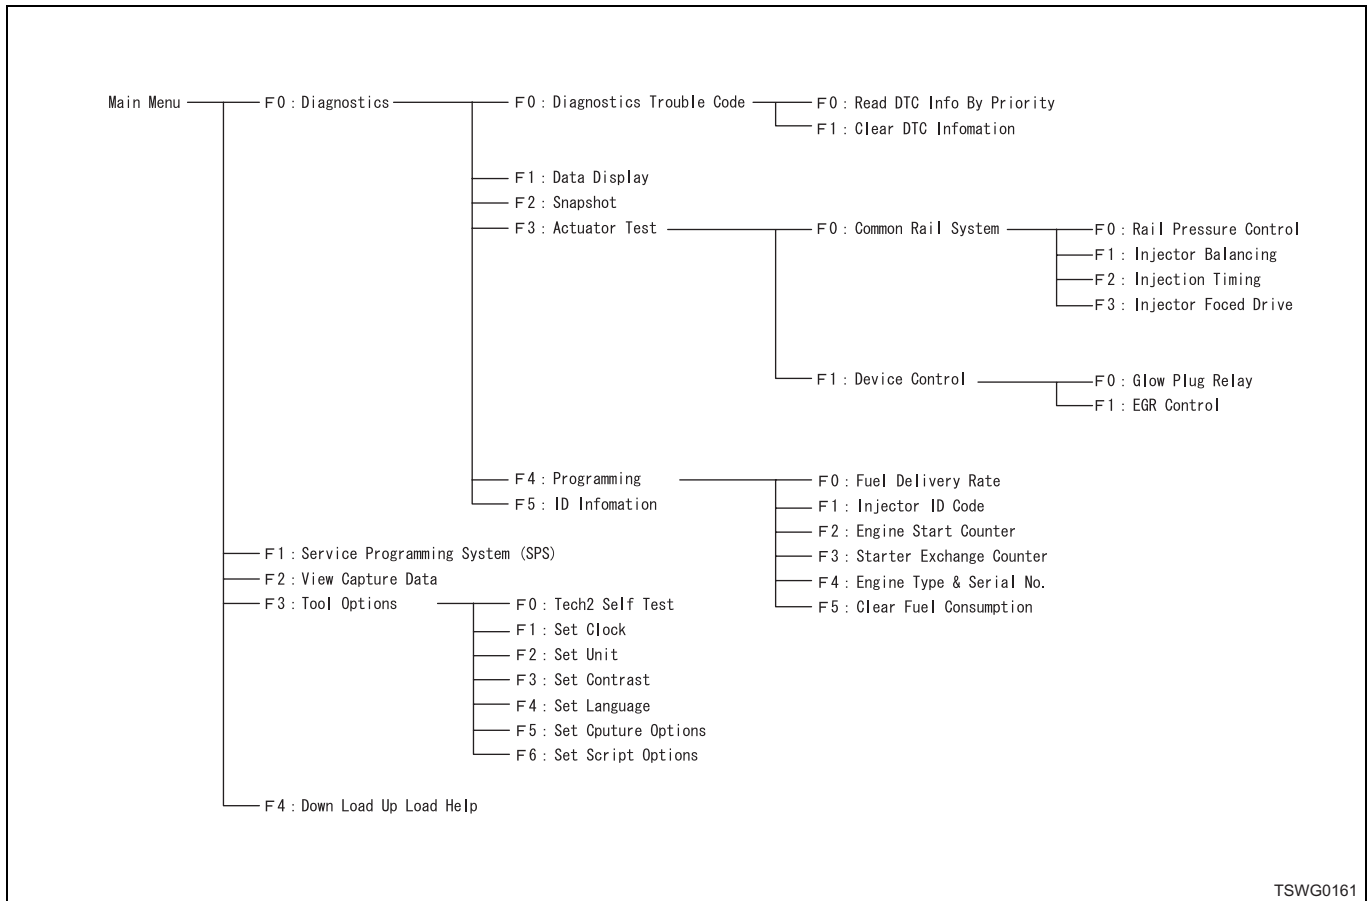 Main Menu
F0 : Diagnostics
F0 : Diagnostics Trouble Code
F0 : Read DTC Info By Priority
F1 : Clear DTC Infomation
F1 : Data Display
F2 : Snapshot
F3 : Actuator Test
F0 : Common Rail System
F0 : Rail Pressure Control
F1 : Injector Balancing
F2 : Injection Timing
F3 : Injector Foced Drive
F1 : Device Control
F0 : Glow Plug Relay
F1 : EGR Control
F4 : Programming
F0 : Fuel Delivery Rate
F1 : Injector ID Code
F2 : Engine Start Counter
F3 : Starter Exchange Counter
F4 : Engine Type & Serial No.
F5 : Clear Fuel Consumption
F5 : ID Infomation
F1 : Service Programming System (SPS)
F2 : View Capture Data
F3 : Tool Options
F0 : Tech2 Self Test
F1 : Set Clock
F2 : Set Unit
F3 : Set Contrast
F4 : Set Language
F5 : Set Cputure Options
F6 : Set Script Options
F4 : Down Load Up Load Help
TSWG0161